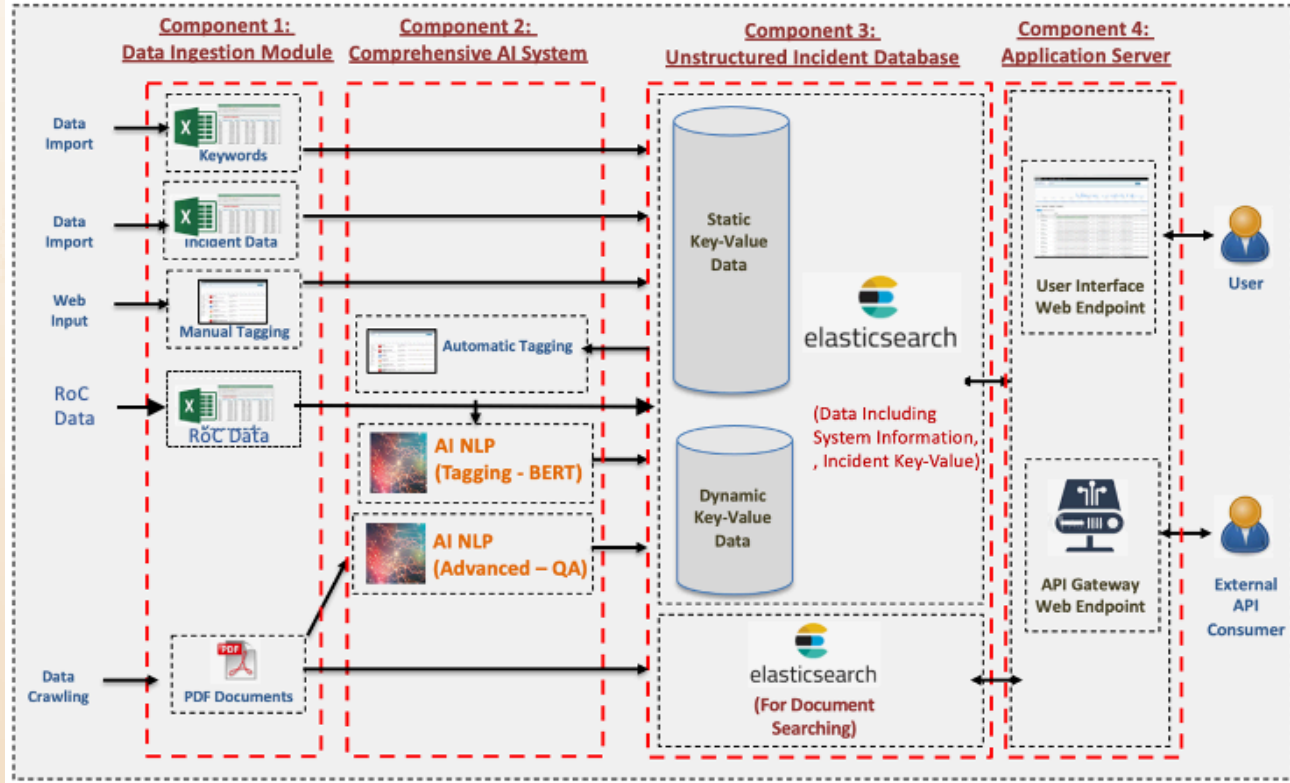 Component 1:
Data Ingestion Module
Component 2:
Comprehensive AI System
Component 3:
Unstructured Incident Database
Component 4:
Application Server
Data
Import
Keywords
Data
Import
Incident Data
Web
Input
Manual Tagging
RoC
Data
RoC Data
Data
Crawling
PDF
PDF Documents
Automatic Tagging
AI NLP
(Tagging - BERT)
AI NLP
(Advanced – QA)
Static
Key-Value
Data
Dynamic
Key-Value
Data
elasticsearch
(Data Including
System Information,
, Incident Key-Value)
elasticsearch
(For Document
Searching)
User Interface
Web Endpoint
API Gateway
Web Endpoint
User
External
API
Consumer